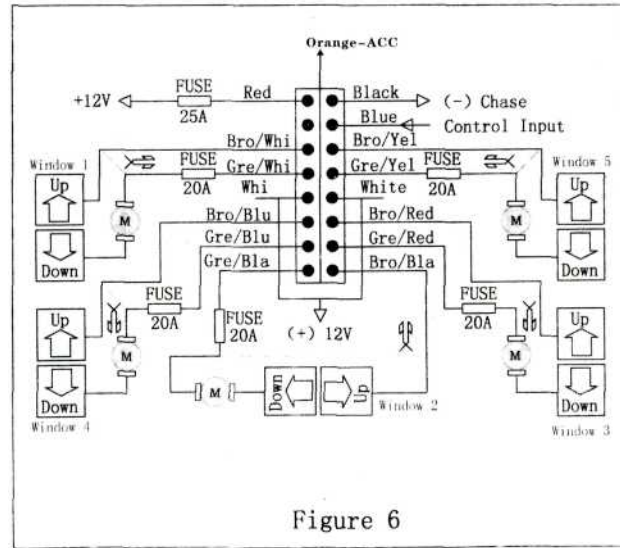 Orange-ACC
FUSE
Red
Black
+12V
(-) Chase
25A
Blue
Control Input
Bro/Whi
Bro/Yel
Window 1
FUSE
Gre/Whi
Gre/Yel
FUSE
Window 5
Up
20A
Whi
White
20A
Up
M
M
Down
Bro/Blu
Bro/Red
Down
Gre/Blu
Gre/Red
Gre/Bla
Bro/Bla
FUSE
FUSE
Up
20A
FUSE
20A
(+) 12V
20A
Up
M
M
Down
M
Down
Up
Down
Window 4
Window 2
Window 3
Figure 6